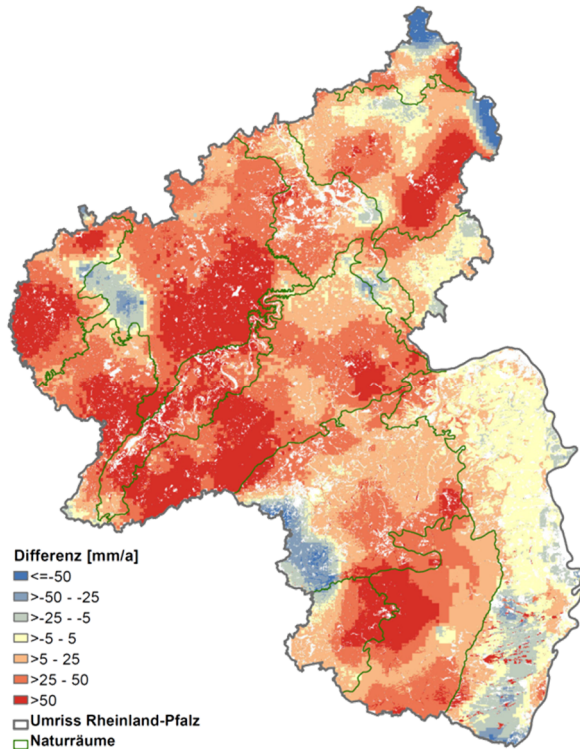 Differenz [mm/a]
<=-50
>-50 - -25
>-25 - -5
>-5 - 5
>5 - 25
>25 - 50
>50
Umriss Rheinland-Pfalz
Naturräume